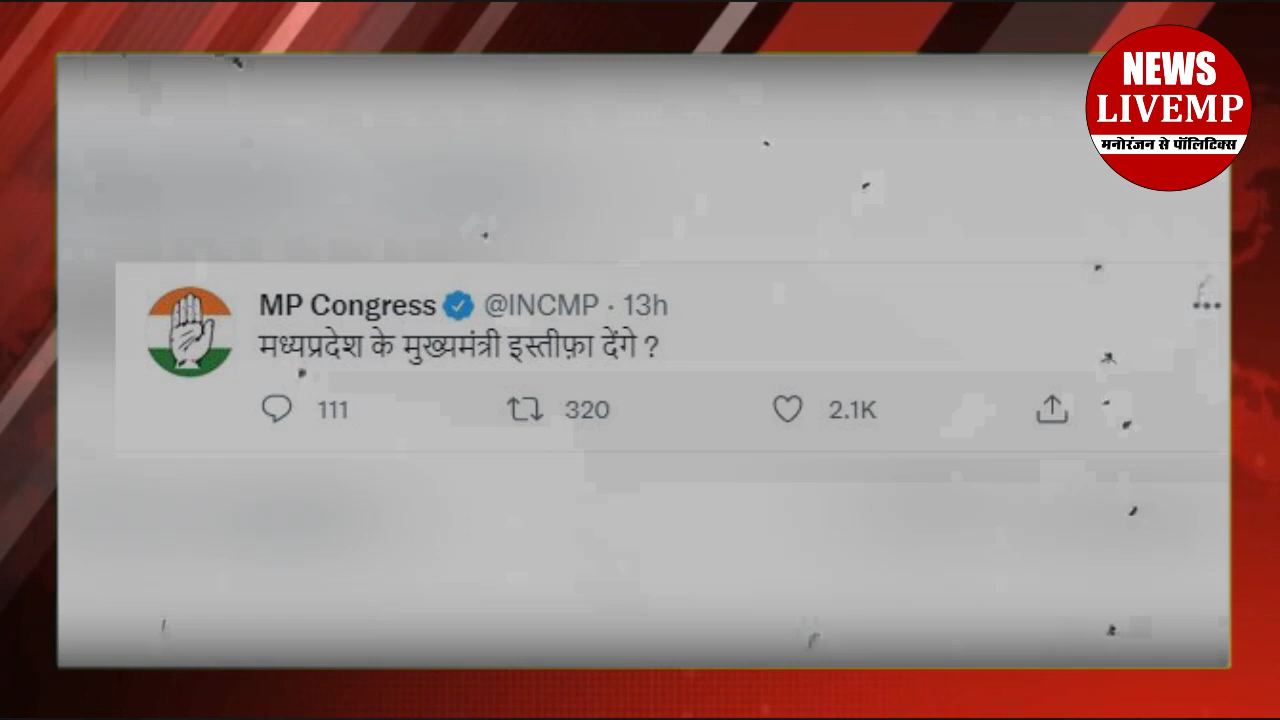 NEWS
LIVEMP
मनोरंजन से पॉलिटिक्स
MP Congress @INCMP · 13h
मध्यप्रदेश के मुख्यमंत्री इस्तीफ़ा देंगे ?
111 320 2.1K